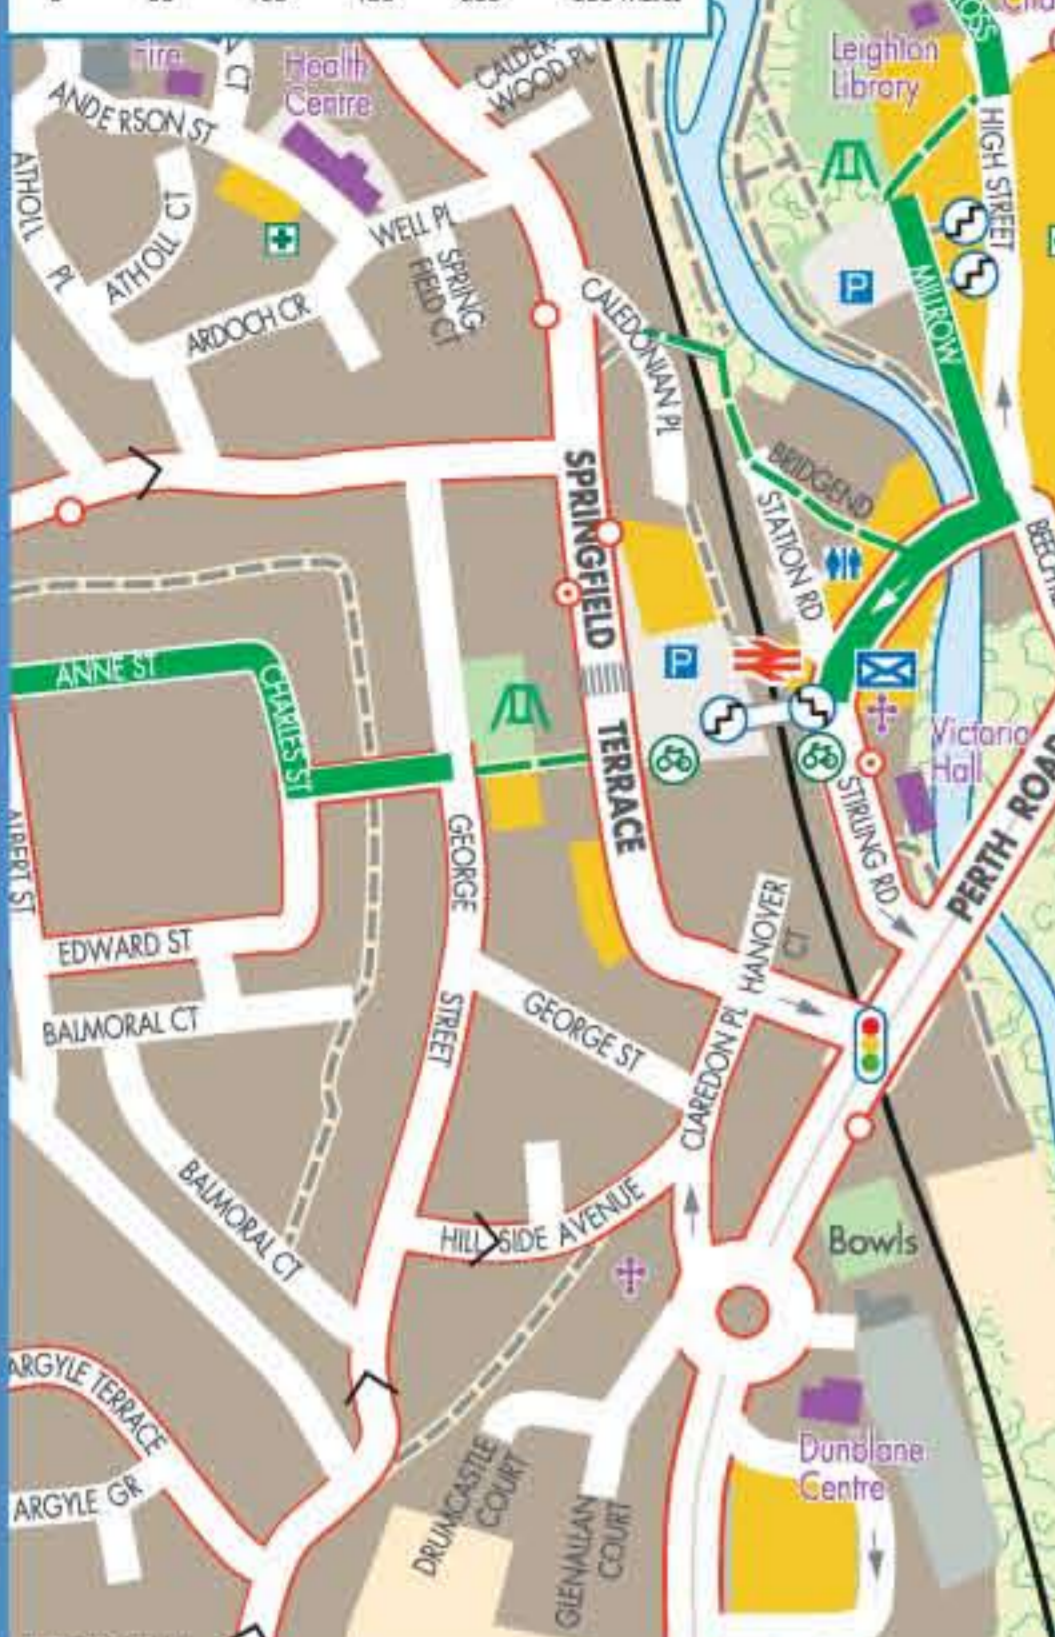 Leighton
Library
Fire
Health
Centre
CALDER-
WOOD PL
ANDERSON ST
CT
HIGH STREET
ATHOLL PL
ATHOLL CT
WELL PL
SPRING
FIELD CT
ARDOCH CR
CALEDONIAN PL
P
MILLROW
BRIDGEND
STATION RD
SPRINGFIELD TERRACE
ANNE ST
CHARLES ST
P
Victoria
Hall
STIRLING RD
PERTH ROAD
ALBERT ST
GEORGE STREET
EDWARD ST
HANOVER
CT
BALMORAL CT
GEORGE ST
CLAREDON PL
BALMORAL CT
HILL SIDE AVENUE
Bowls
ARGYLE TERRACE
ARGYLE GR
Dunblane
Centre
DRUMCASTLE
COURT
GLENALLAN
COURT